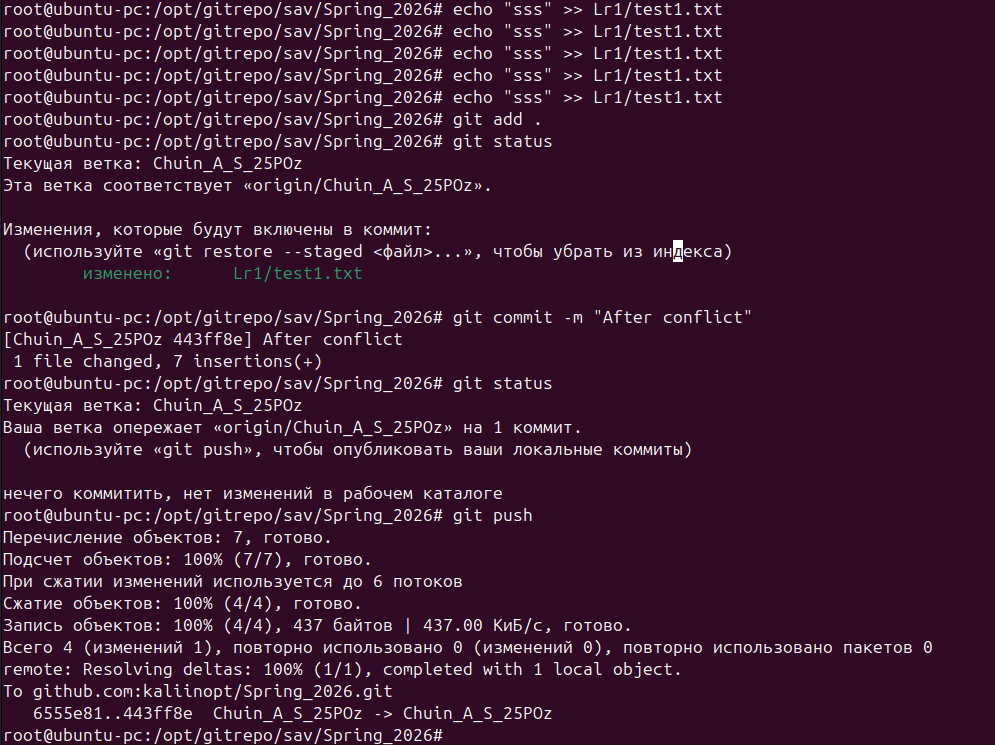 root@ubuntu-pc:/opt/gitrepo/sav/Spring_2026# echo "sss" >> Lr1/test1.txt
root@ubuntu-pc:/opt/gitrepo/sav/Spring_2026# echo "sss" >> Lr1/test1.txt
root@ubuntu-pc:/opt/gitrepo/sav/Spring_2026# echo "sss" >> Lr1/test1.txt
root@ubuntu-pc:/opt/gitrepo/sav/Spring_2026# echo "sss" >> Lr1/test1.txt
root@ubuntu-pc:/opt/gitrepo/sav/Spring_2026# echo "sss" >> Lr1/test1.txt
root@ubuntu-pc:/opt/gitrepo/sav/Spring_2026# git add .
root@ubuntu-pc:/opt/gitrepo/sav/Spring_2026# git status
Текущая ветка: Chuin_A_S_25POz
Эта ветка соответствует «origin/Chuin_A_S_25POz».
Изменения, которые будут включены в коммит:
  (используйте «git restore --staged <файл>...», чтобы убрать из индекса)
        изменено:      Lr1/test1.txt
root@ubuntu-pc:/opt/gitrepo/sav/Spring_2026# git commit -m "After conflict"
[Chuin_A_S_25POz 443ff8e] After conflict
 1 file changed, 7 insertions(+)
root@ubuntu-pc:/opt/gitrepo/sav/Spring_2026# git status
Текущая ветка: Chuin_A_S_25POz
Ваша ветка опережает «origin/Chuin_A_S_25POz» на 1 коммит.
  (используйте «git push», чтобы опубликовать ваши локальные коммиты)
нечего коммитить, нет изменений в рабочем каталоге
root@ubuntu-pc:/opt/gitrepo/sav/Spring_2026# git push
Перечисление объектов: 7, готово.
Подсчет объектов: 100% (7/7), готово.
При сжатии изменений используется до 6 потоков
Сжатие объектов: 100% (4/4), готово.
Запись объектов: 100% (4/4), 437 байтов | 437.00 КиБ/с, готово.
Всего 4 (изменений 1), повторно использовано 0 (изменений 0), повторно использовано пакетов 0
remote: Resolving deltas: 100% (1/1), completed with 1 local object.
To github.com:kaliinopt/Spring_2026.git
   6555e81..443ff8e  Chuin_A_S_25POz -> Chuin_A_S_25POz
root@ubuntu-pc:/opt/gitrepo/sav/Spring_2026#